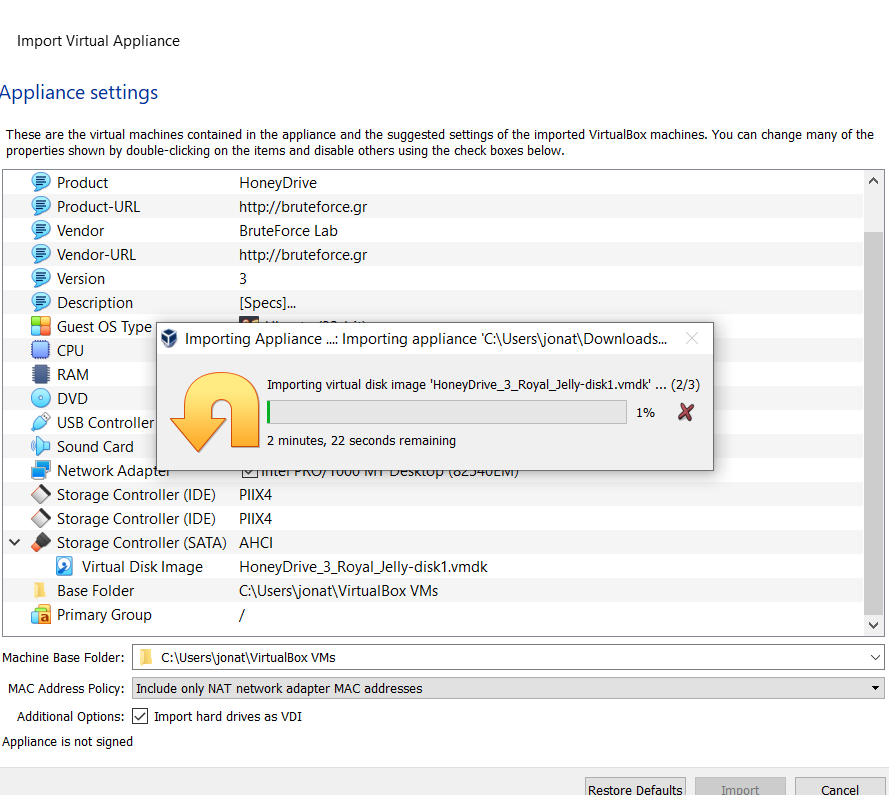 Import Virtual Appliance
Appliance settings
These are the virtual machines contained in the appliance and the suggested settings of the imported VirtualBox machines. You can change many of the
properties shown by double-clicking on the items and disable others using the check boxes below.
Product HoneyDrive
Product-URL http://bruteforce.gr
Vendor BruteForce Lab
Vendor-URL http://bruteforce.gr
Version 3
Description [Specs]...
Guest OS Type
Importing Appliance ...: Importing appliance 'C:\Users\jonat\Downloads...
CPU
RAM
Importing virtual disk image 'HoneyDrive_3_Royal_Jelly-disk1.vmdk' ... (2/3)
DVD
1%
USB Controller
2 minutes, 22 seconds remaining
Sound Card
Network Adapter Intel PRO/1000 MT Desktop (82540EM)
Storage Controller (IDE) PIIX4
Storage Controller (IDE) PIIX4
Storage Controller (SATA) AHCI
Virtual Disk Image HoneyDrive_3_Royal_Jelly-disk1.vmdk
Base Folder C:\Users\jonat\VirtualBox VMs
Primary Group /
Machine Base Folder: C:\Users\jonat\VirtualBox VMs
MAC Address Policy: Include only NAT network adapter MAC addresses
Additional Options: Import hard drives as VDI
Appliance is not signed
Restore Defaults Import Cancel